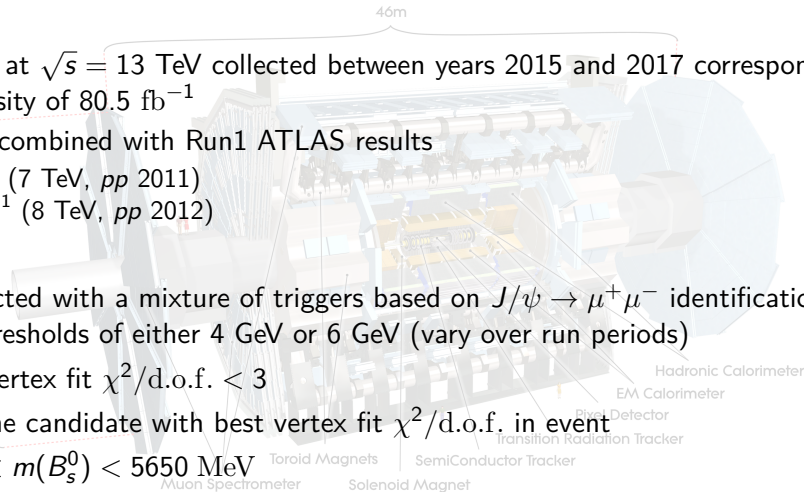 46m
at √s = 13 TeV collected between years 2015 and 2017 correspon
sity of 80.5 fb⁻¹
combined with Run1 ATLAS results
(7 TeV, pp 2011)
¹ (8 TeV, pp 2012)
cted with a mixture of triggers based on J/ψ → μ⁺μ⁻ identificatio
resholds of either 4 GeV or 6 GeV (vary over run periods)
ertex fit χ²/d.o.f. < 3
Hadronic Calorimeter
EM Calorimeter
Pixel Detector
ne candidate with best vertex fit χ²/d.o.f. in event
Transition Radiation Tracker
Toroid Magnets
SemiConductor Tracker
m(B_s⁰) < 5650 MeV
Muon Spectrometer
Solenoid Magnet